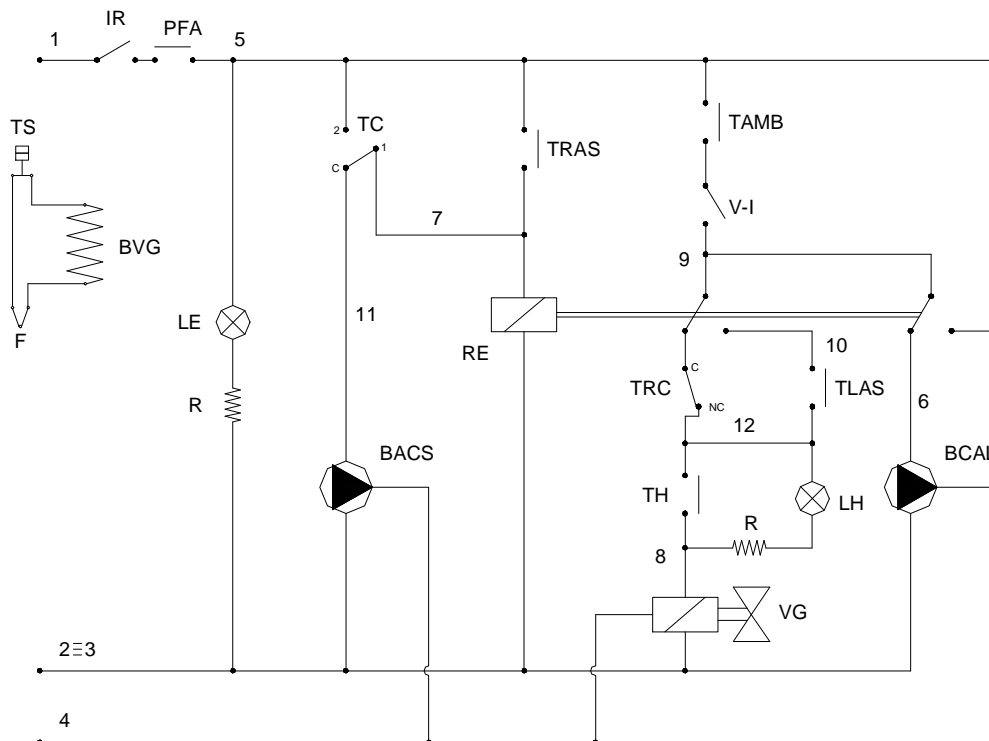 IR
PFA
1
5
TS
2
TC
1
C
TRAS
TAMB
V-I
7
BVG
9
11
LE
F
RE
10
C
TRC
TLAS
6
R
NC
12
BACS
BCAL
TH
LH
R
8
VG
2≡3
4